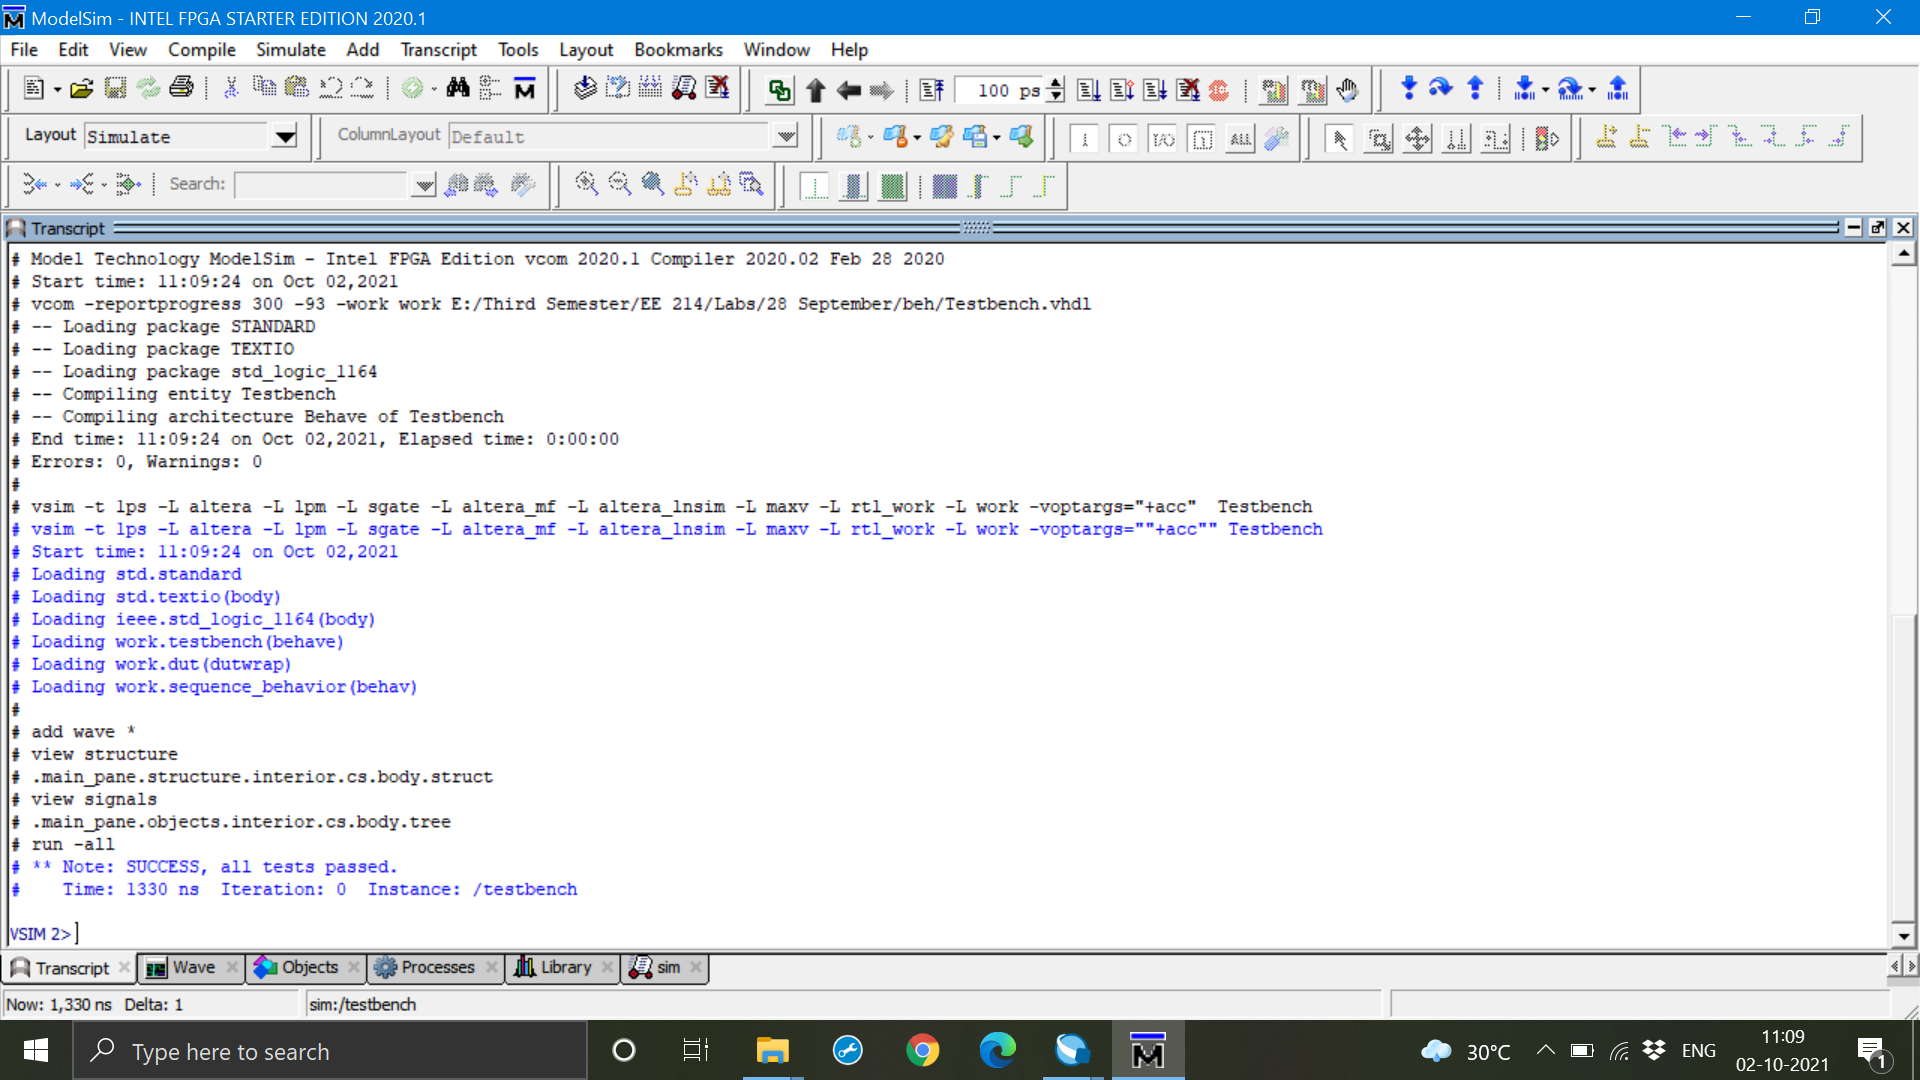 ModelSim - INTEL FPGA STARTER EDITION 2020.1
File Edit View Compile Simulate Add Transcript Tools Layout Bookmarks Window Help
100 ps
Layout Simulate ColumnLayout Default
ALL
Search:
Transcript
# Model Technology ModelSim - Intel FPGA Edition vcom 2020.1 Compiler 2020.02 Feb 28 2020
# Start time: 11:09:24 on Oct 02,2021
# vcom -reportprogress 300 -93 -work work E:/Third Semester/EE 214/Labs/28 September/beh/Testbench.vhdl
# -- Loading package STANDARD
# -- Loading package TEXTIO
# -- Loading package std_logic_1164
# -- Compiling entity Testbench
# -- Compiling architecture Behave of Testbench
# End time: 11:09:24 on Oct 02,2021, Elapsed time: 0:00:00
# Errors: 0, Warnings: 0
#
# vsim -t 1ps -L altera -L lpm -L sgate -L altera_mf -L altera_lnsim -L maxv -L rtl_work -L work -voptargs="+acc"  Testbench
# vsim -t 1ps -L altera -L lpm -L sgate -L altera_mf -L altera_lnsim -L maxv -L rtl_work -L work -voptargs=""+acc"" Testbench
# Start time: 11:09:24 on Oct 02,2021
# Loading std.standard
# Loading std.textio(body)
# Loading ieee.std_logic_1164(body)
# Loading work.testbench(behave)
# Loading work.dut(dutwrap)
# Loading work.sequence_behavior(behav)
#
# add wave *
# view structure
# .main_pane.structure.interior.cs.body.struct
# view signals
# .main_pane.objects.interior.cs.body.tree
# run -all
# ** Note: SUCCESS, all tests passed.
#    Time: 1330 ns  Iteration: 0  Instance: /testbench
VSIM 2>
Transcript Wave Objects Processes Library sim
Now: 1,330 ns Delta: 1 sim:/testbench
Type here to search
30°C ENG 11:09
02-10-2021
1